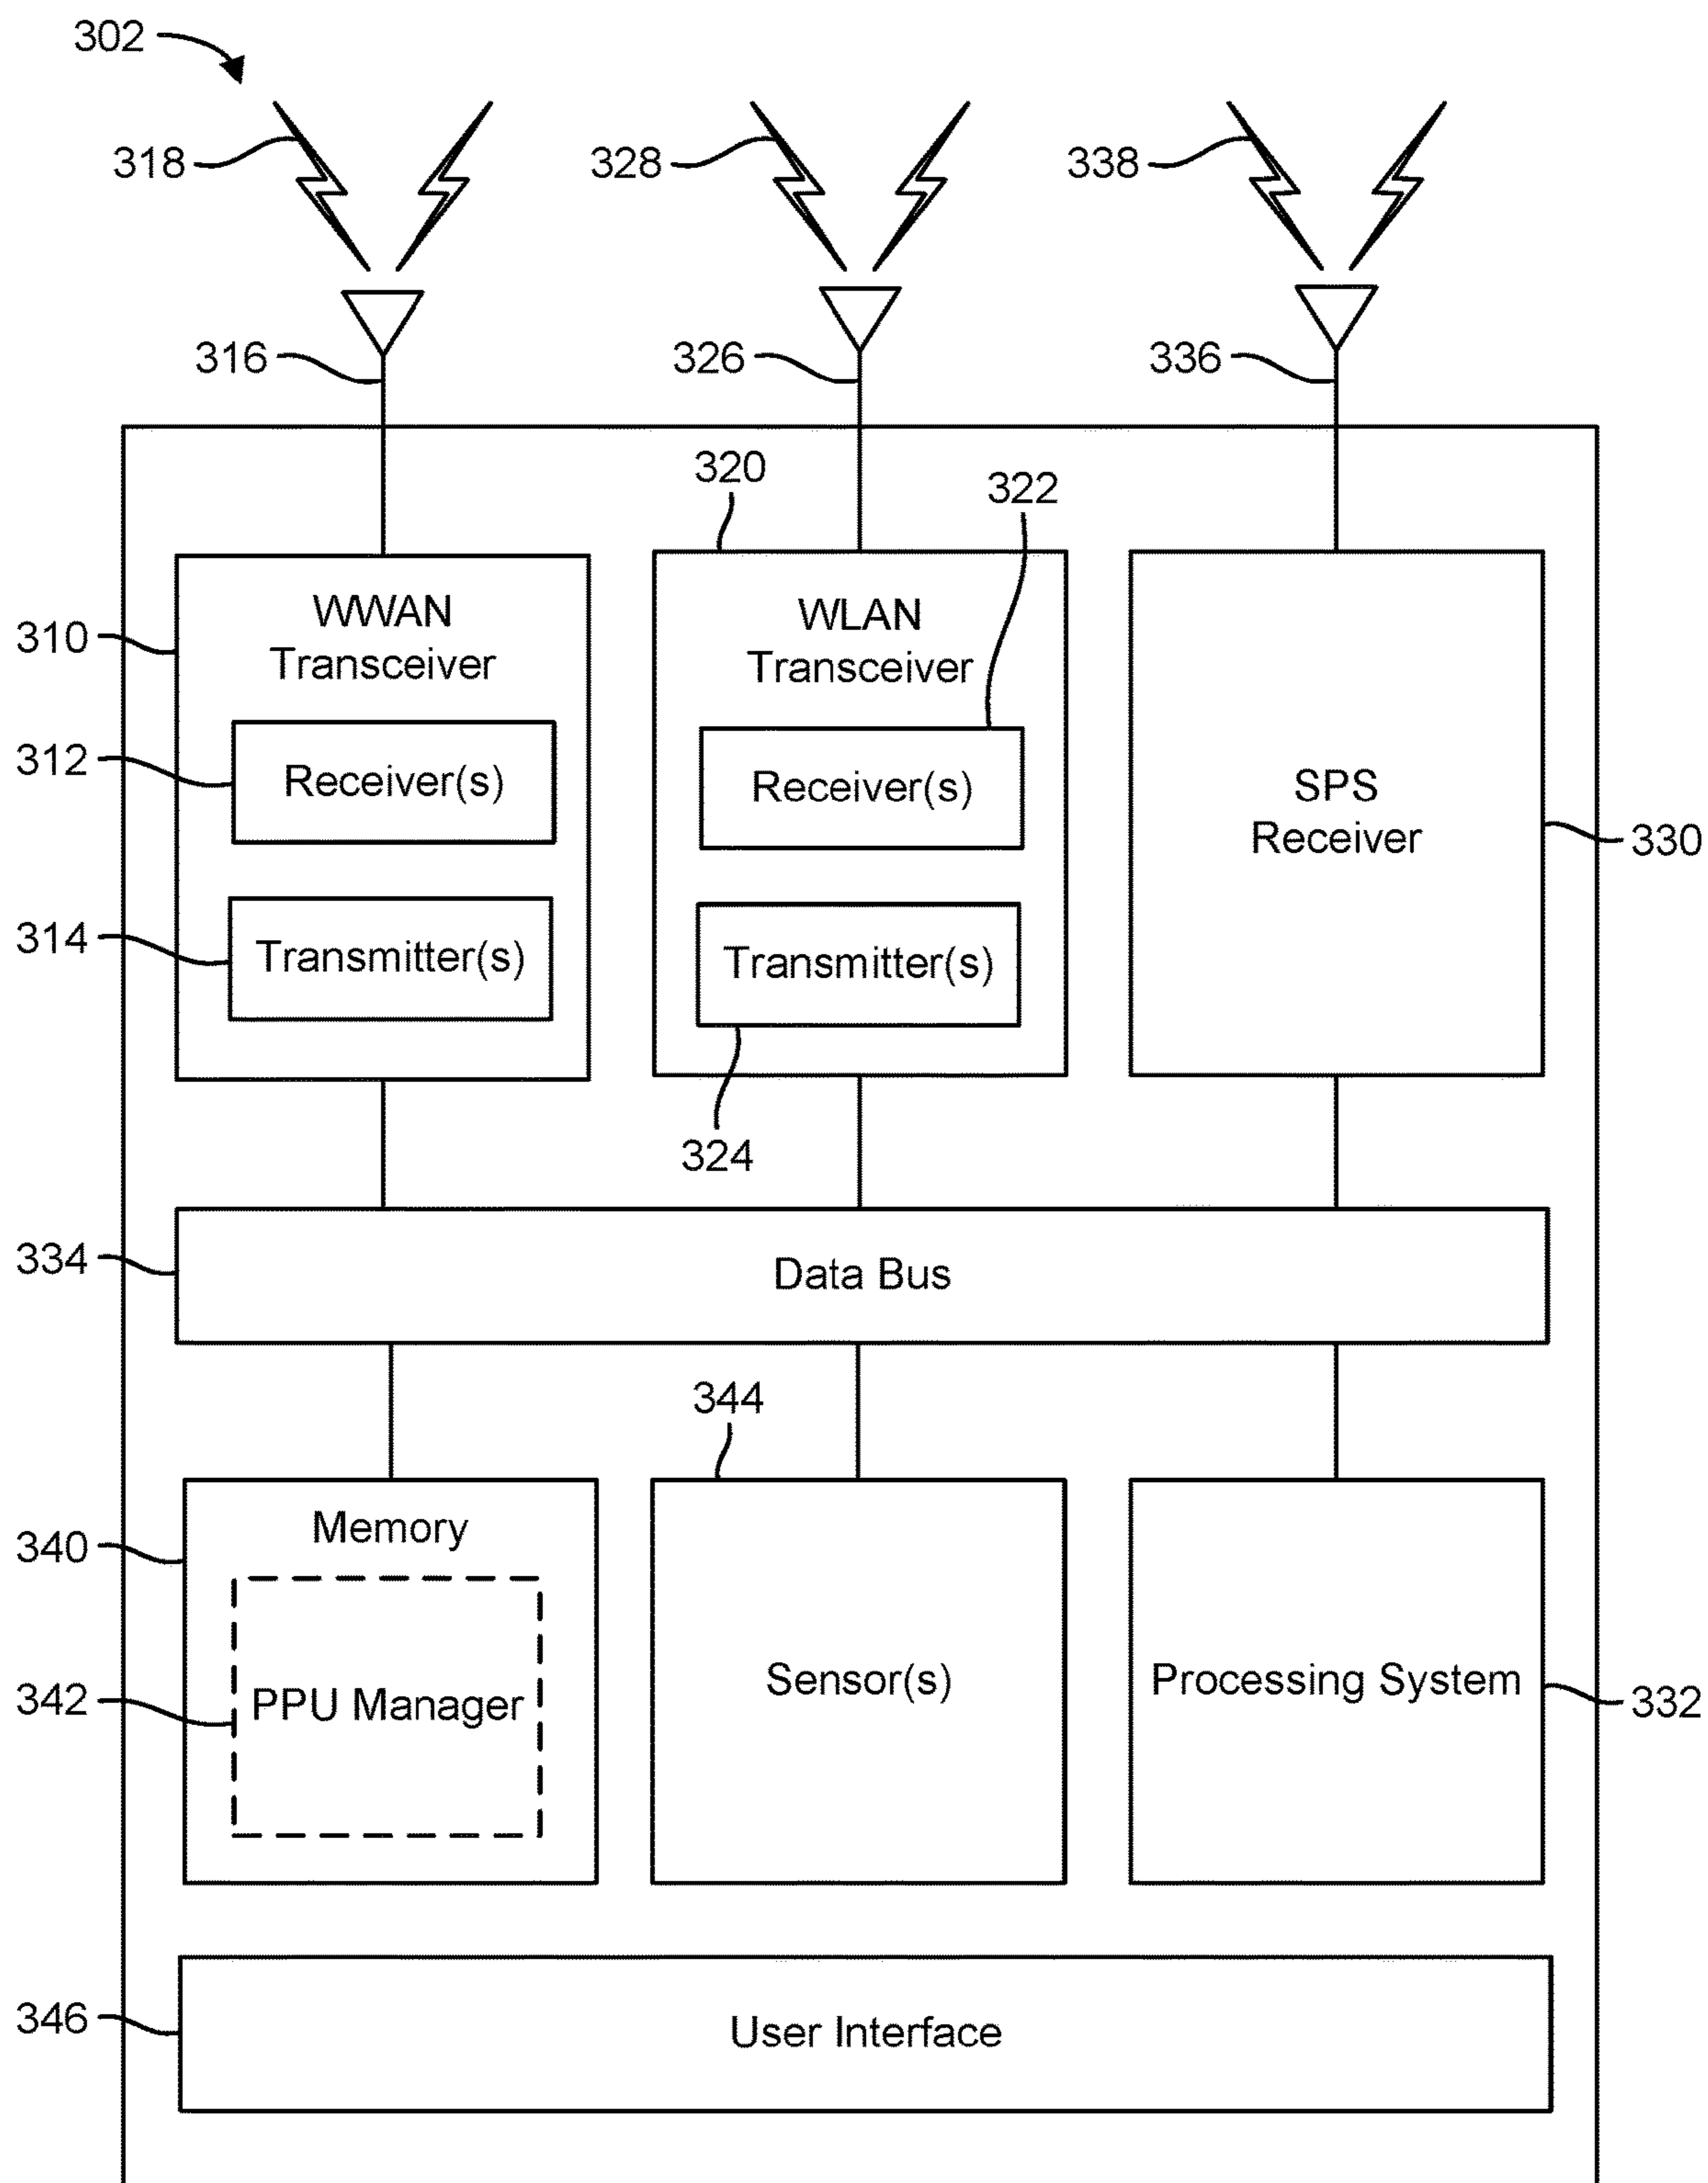 302
318
328
338
316
326
336
320
322
WWAN
Transceiver
WLAN
Transceiver
310
312
Receiver(s)
Receiver(s)
SPS
Receiver
330
314
Transmitter(s)
Transmitter(s)
324
334
Data Bus
344
340
Memory
342
PPU Manager
Sensor(s)
Processing System
332
346
User Interface